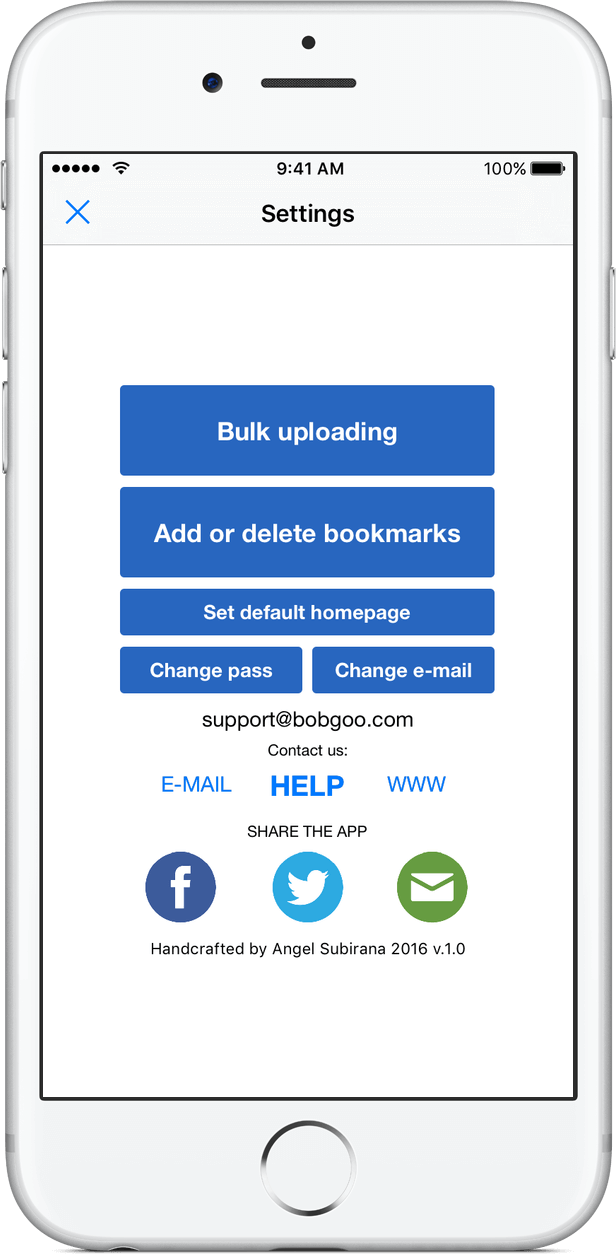 9:41 AM 100%
Settings
Bulk uploading
Add or delete bookmarks
Set default homepage
Change pass Change e-mail
support@bobgoo.com
Contact us:
E-MAIL HELP WWW
SHARE THE APP
Handcrafted by Angel Subirana 2016 v.1.0